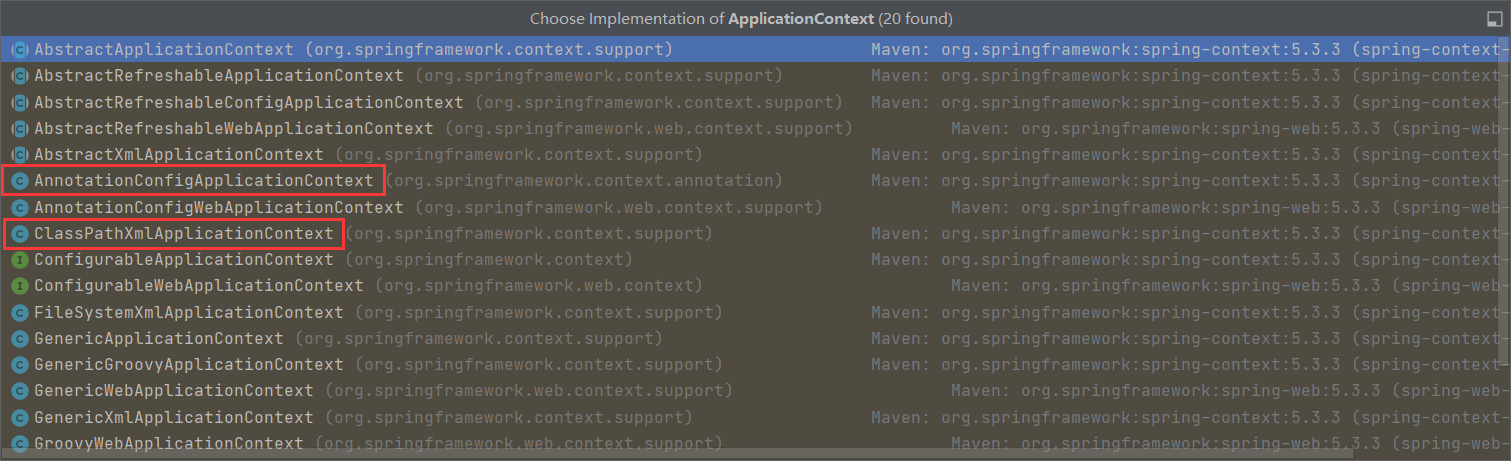 Choose Implementation of ApplicationContext (20 found)
AbstractApplicationContext (org.springframework.context.support) Maven: org.springframework:spring-context:5.3.3 (spring-context-
AbstractRefreshableApplicationContext (org.springframework.context.support) Maven: org.springframework:spring-context:5.3.3 (spring-context-
AbstractRefreshableConfigApplicationContext (org.springframework.context.support) Maven: org.springframework:spring-context:5.3.3 (spring-context-
AbstractRefreshableWebApplicationContext (org.springframework.web.context.support) Maven: org.springframework:spring-web:5.3.3 (spring-web-
AbstractXmlApplicationContext (org.springframework.context.support) Maven: org.springframework:spring-context:5.3.3 (spring-context-
AnnotationConfigApplicationContext (org.springframework.context.annotation) Maven: org.springframework:spring-context:5.3.3 (spring-context-
AnnotationConfigWebApplicationContext (org.springframework.web.context.support) Maven: org.springframework:spring-web:5.3.3 (spring-web-
ClassPathXmlApplicationContext (org.springframework.context.support) Maven: org.springframework:spring-context:5.3.3 (spring-context-
ConfigurableApplicationContext (org.springframework.context) Maven: org.springframework:spring-context:5.3.3 (spring-context-
ConfigurableWebApplicationContext (org.springframework.web.context) Maven: org.springframework:spring-web:5.3.3 (spring-web-
FileSystemXmlApplicationContext (org.springframework.context.support) Maven: org.springframework:spring-context:5.3.3 (spring-context-
GenericApplicationContext (org.springframework.context.support) Maven: org.springframework:spring-context:5.3.3 (spring-context-
GenericGroovyApplicationContext (org.springframework.context.support) Maven: org.springframework:spring-context:5.3.3 (spring-context-
GenericWebApplicationContext (org.springframework.web.context.support) Maven: org.springframework:spring-web:5.3.3 (spring-web-
GenericXmlApplicationContext (org.springframework.context.support) Maven: org.springframework:spring-context:5.3.3 (spring-context-
GroovyWebApplicationContext (org.springframework.web.context.support) Maven: org.springframework:spring-web:5.3.3 (spring-web-